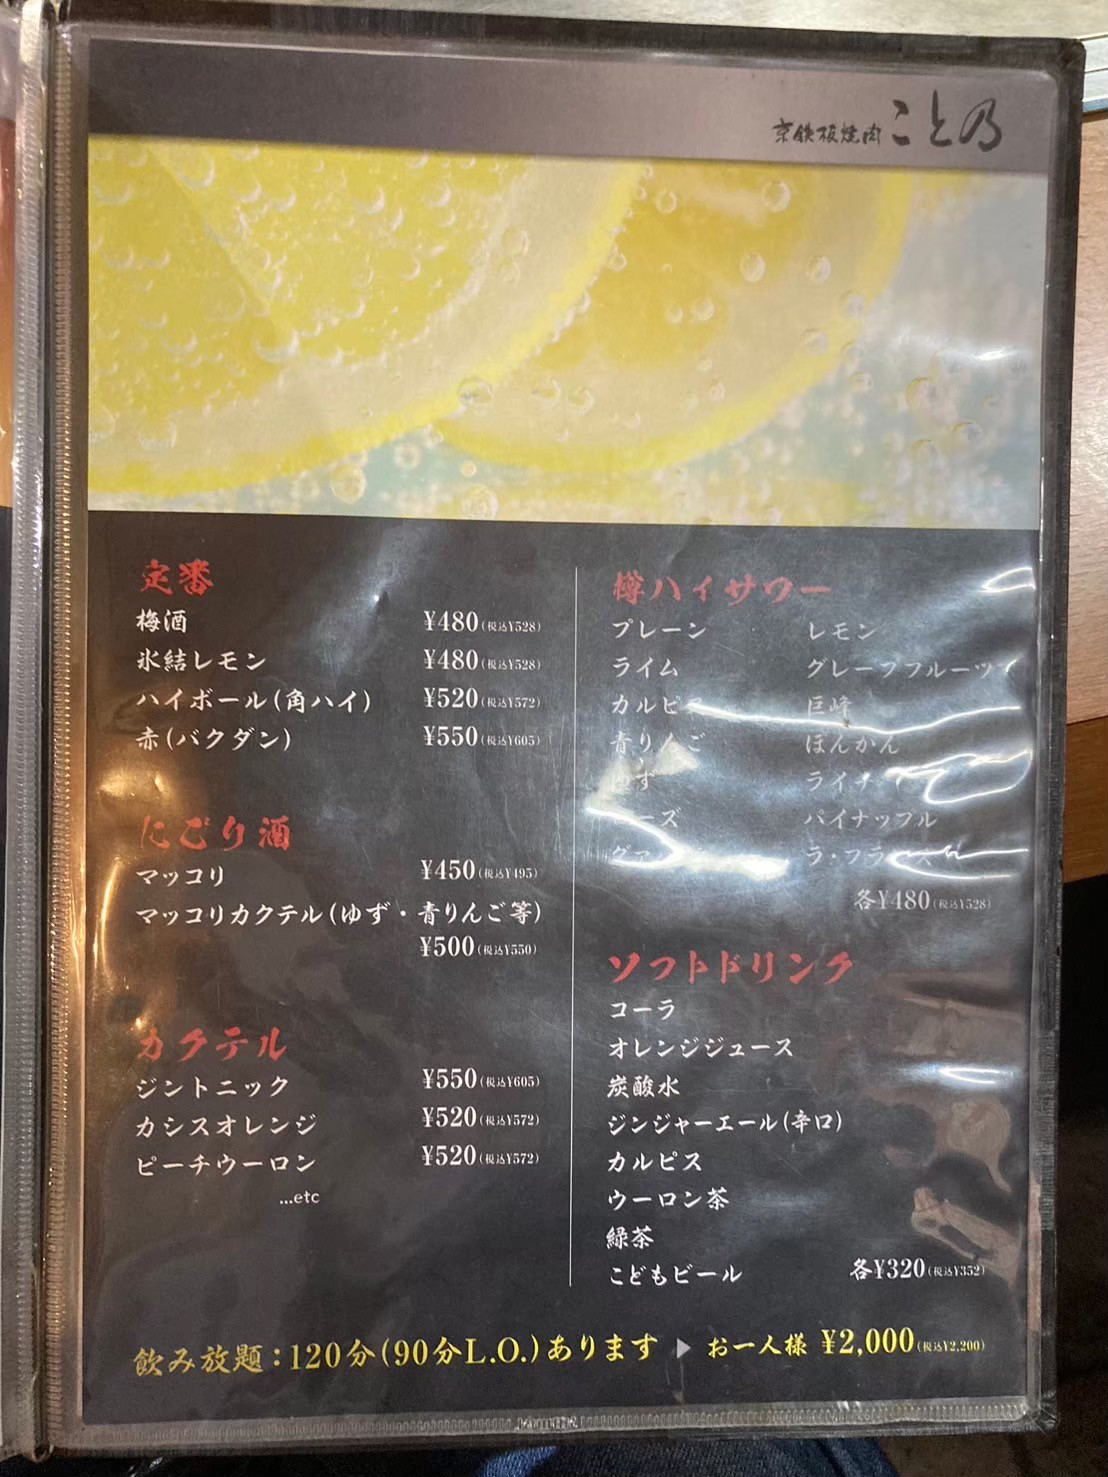 京鉄板焼肉 ことの
定番
梅酒 ¥480(税込¥528)
氷結レモン ¥480(税込¥528)
ハイボール(角ハイ) ¥520(税込¥572)
赤(バクダン) ¥550(税込¥605)
にごり酒
マッコリ ¥450(税込¥495)
マッコリカクテル(ゆず・青りんご等)
¥500(税込¥550)
カクテル
ジントニック ¥550(税込¥605)
カシスオレンジ ¥520(税込¥572)
ピーチウーロン ¥520(税込¥572)
...etc
樽ハイサワー
プレーン レモン
ライム グレープフルーツ
カルピス 巨峰
青りんご ぽんかん
ゆず
パイナップル
各¥480(税込¥528)
ソフトドリンク
コーラ
オレンジジュース
炭酸水
ジンジャーエール(辛口)
カルピス
ウーロン茶
緑茶
こどもビール 各¥320(税込¥352)
飲み放題：120分(90分L.O.)あります ▶ お一人様 ¥2,000(税込¥2,200)